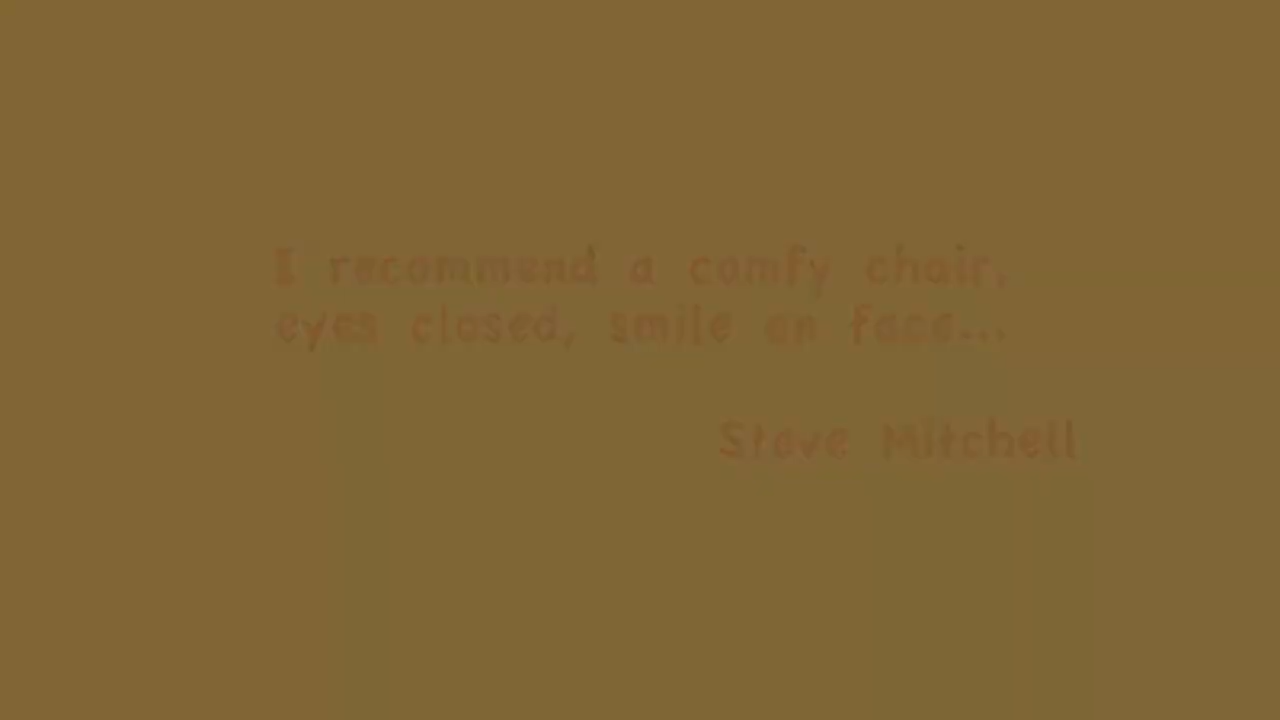 I recommend a comfy chair,
eyes closed, smile on face...
Steve Mitchell